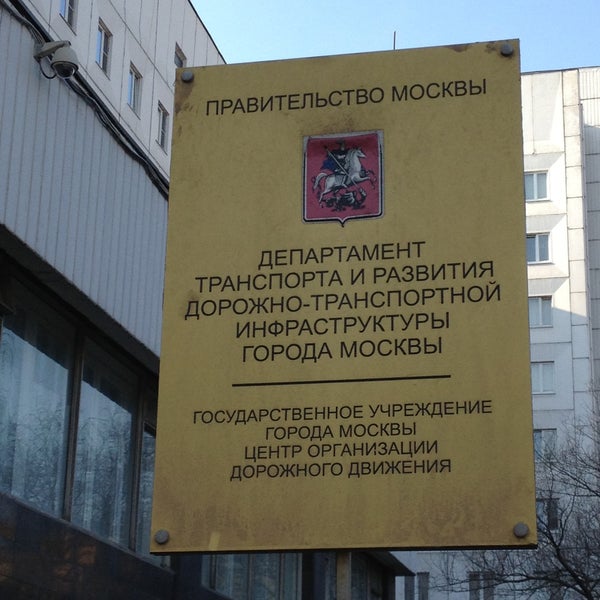 ПРАВИТЕЛЬСТВО МОСКВЫ
ДЕПАРТАМЕНТ
ТРАНСПОРТА И РАЗВИТИЯ
ДОРОЖНО-ТРАНСПОРТНОЙ
ИНФРАСТРУКТУРЫ
ГОРОДА МОСКВЫ
ГОСУДАРСТВЕННОЕ УЧРЕЖДЕНИЕ
ГОРОДА МОСКВЫ
ЦЕНТР ОРГАНИЗАЦИИ
ДОРОЖНОГО ДВИЖЕНИЯ